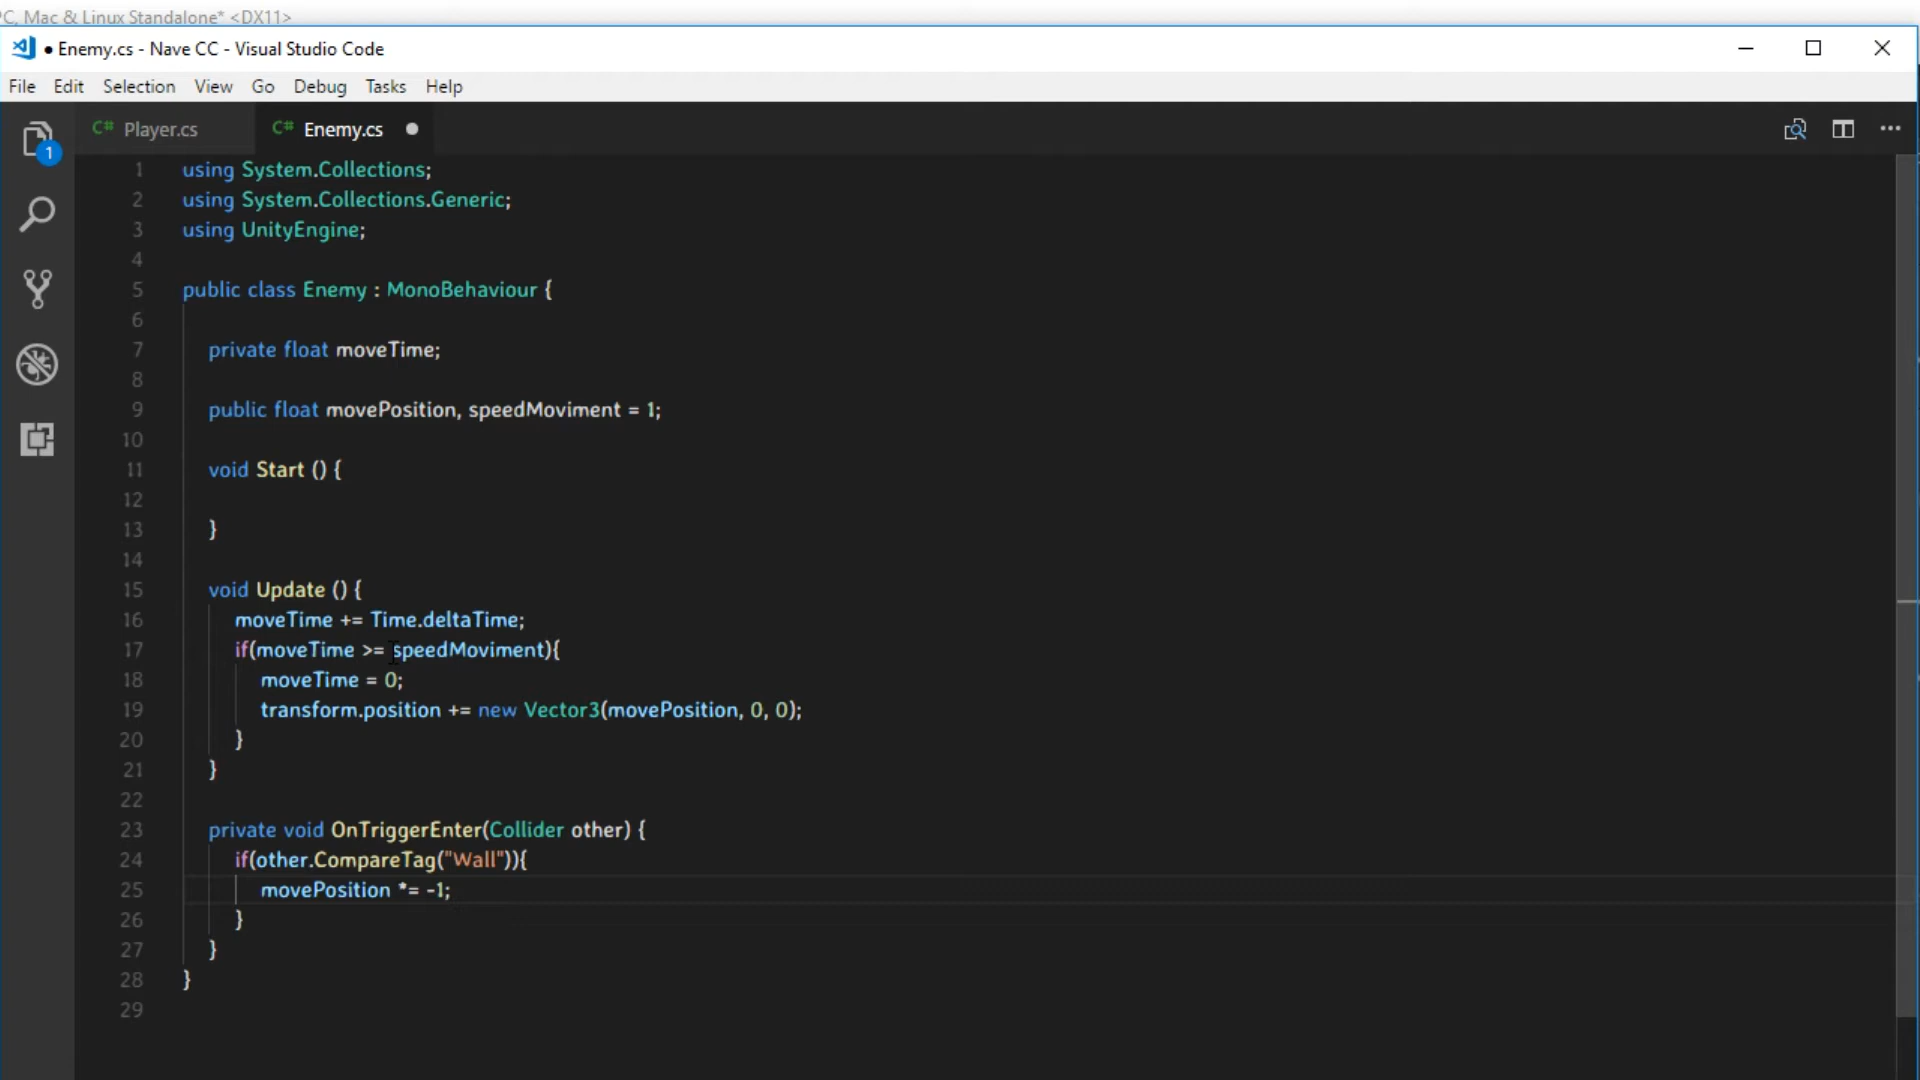 PC, Mac & Linux Standalone* <DX11>
● Enemy.cs - Nave CC - Visual Studio Code
File Edit Selection View Go Debug Tasks Help
1
C# Player.cs C# Enemy.cs ●
1 using System.Collections;
2 using System.Collections.Generic;
3 using UnityEngine;
4
5 public class Enemy : MonoBehaviour {
6
7 private float moveTime;
8
9 public float movePosition, speedMoviment = 1;
10
11 void Start () {
12
13 }
14
15 void Update () {
16 moveTime += Time.deltaTime;
17 if(moveTime >= speedMoviment){
18 moveTime = 0;
19 transform.position += new Vector3(movePosition, 0, 0);
20 }
21 }
22
23 private void OnTriggerEnter(Collider other) {
24 if(other.CompareTag("Wall")){
25 movePosition *= -1;
26 }
27 }
28 }
29